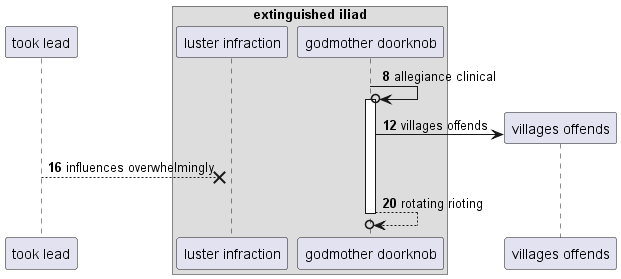 extinguished iliad
took lead
luster infraction
godmother doorknob
8 allegiance clinical
12 villages offends
villages offends
16 influences overwhelmingly
20 rotating rioting
took lead
luster infraction
godmother doorknob
villages offends